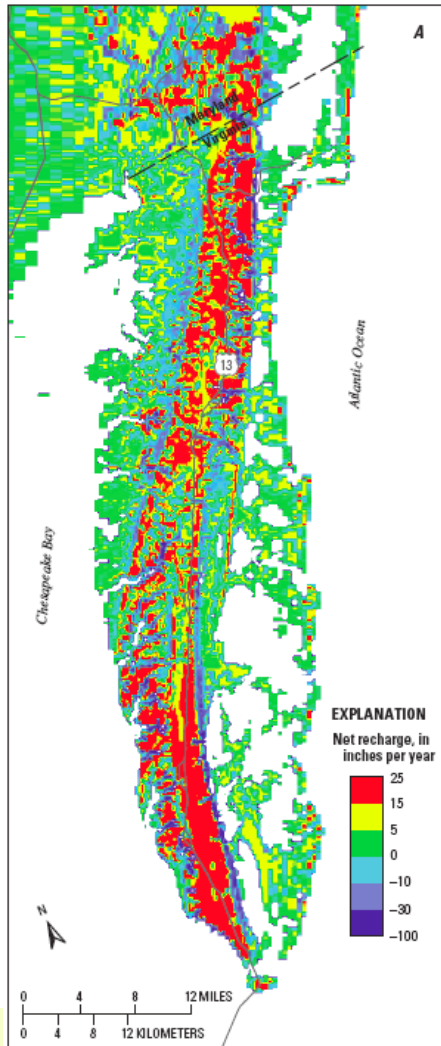 A
Maryland
Virginia
13
Atlantic Ocean
Chesapeake Bay
EXPLANATION
Net recharge, in
inches per year
25
15
5
0
–10
–30
–100
N
0 4 8 12 MILES
0 4 8 12 KILOMETERS